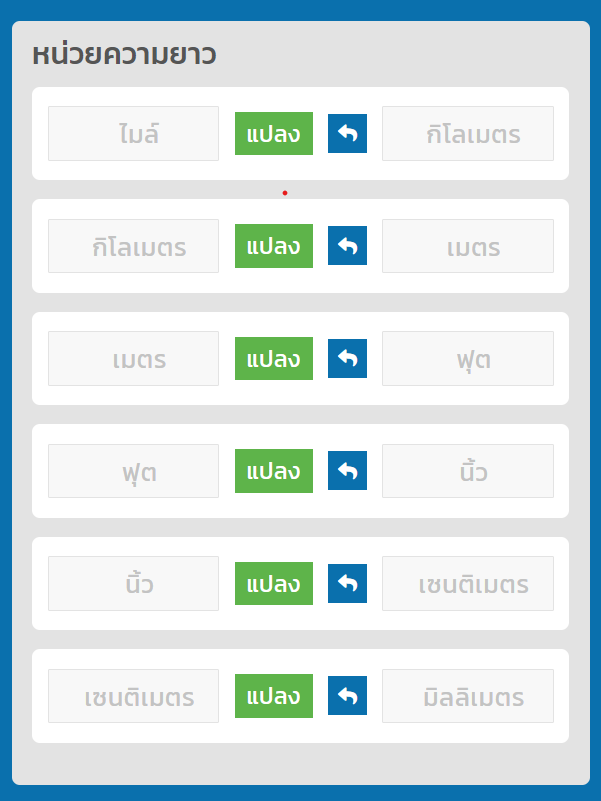 หน่วยความยาว
ไมล์ แปลง กิโลเมตร
กิโลเมตร แปลง เมตร
เมตร แปลง ฟุต
ฟุต แปลง นิ้ว
นิ้ว แปลง เซนติเมตร
เซนติเมตร แปลง มิลลิเมตร